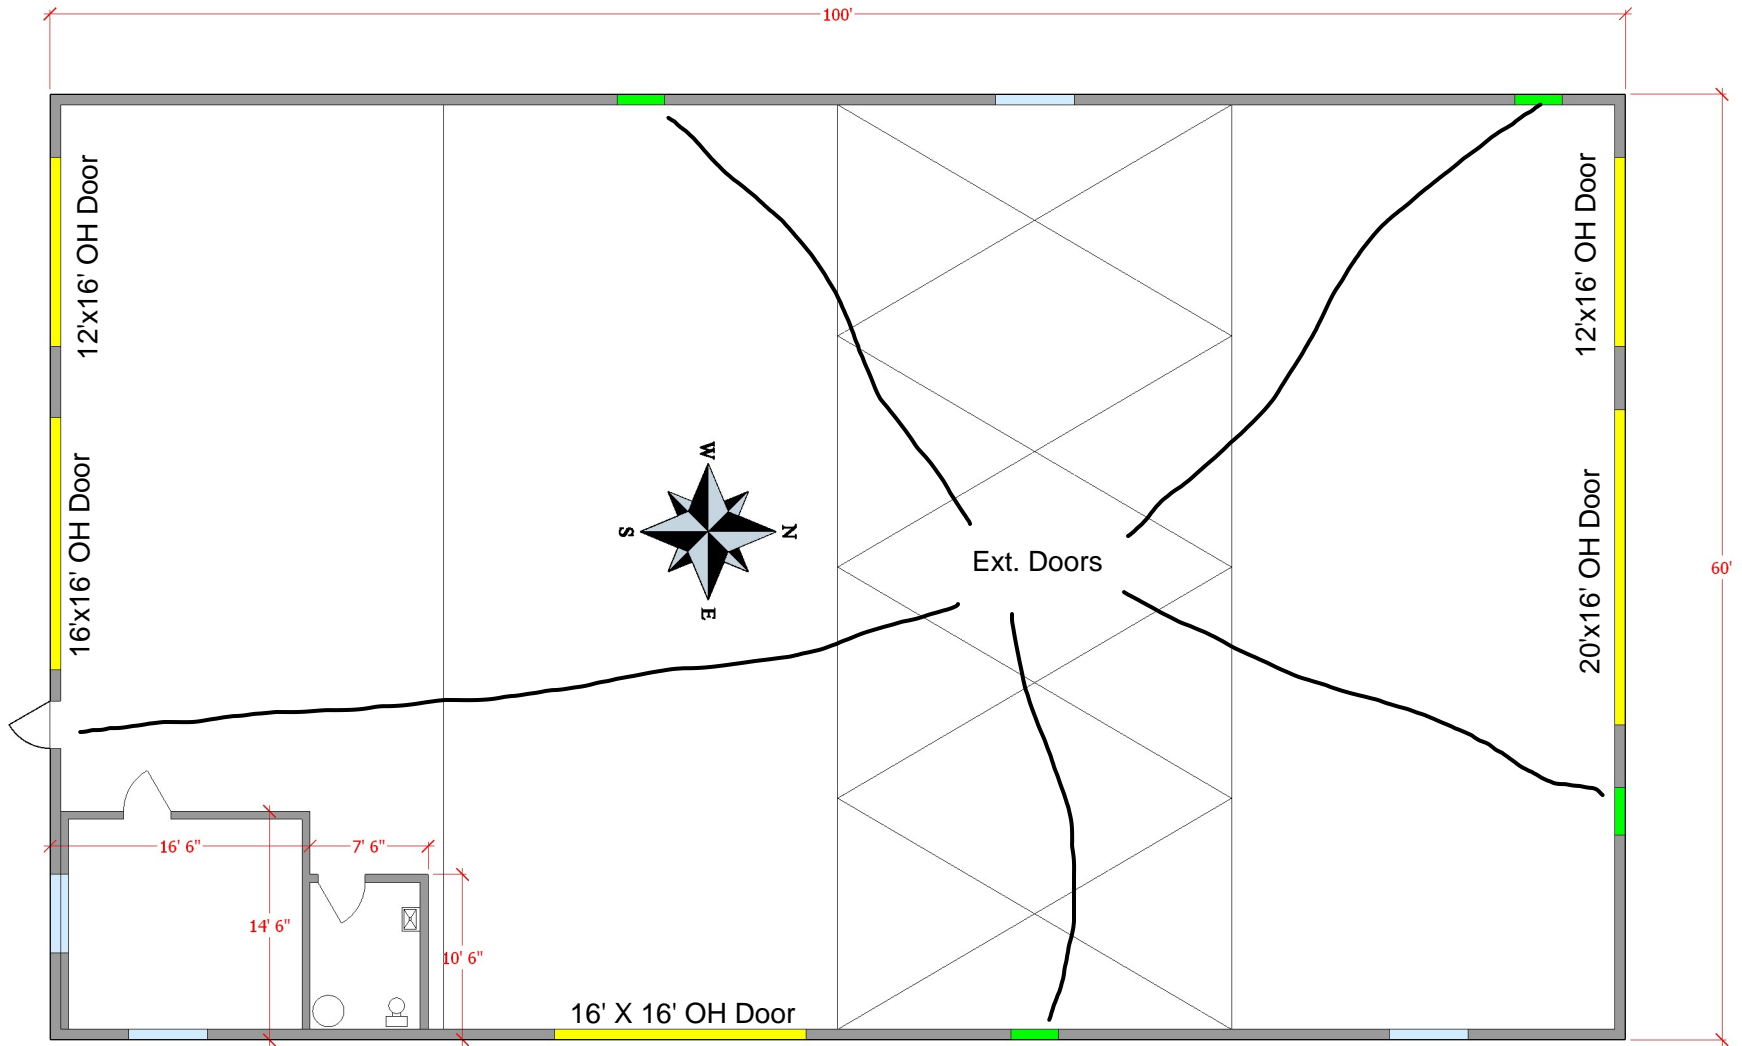 100'
12'x16' OH Door
12'x16' OH Door
W
S
N
E
16'x16' OH Door
Ext. Doors
20'x16' OH Door
60'
16' 6"
7' 6"
14' 6"
10' 6"
16' X 16' OH Door